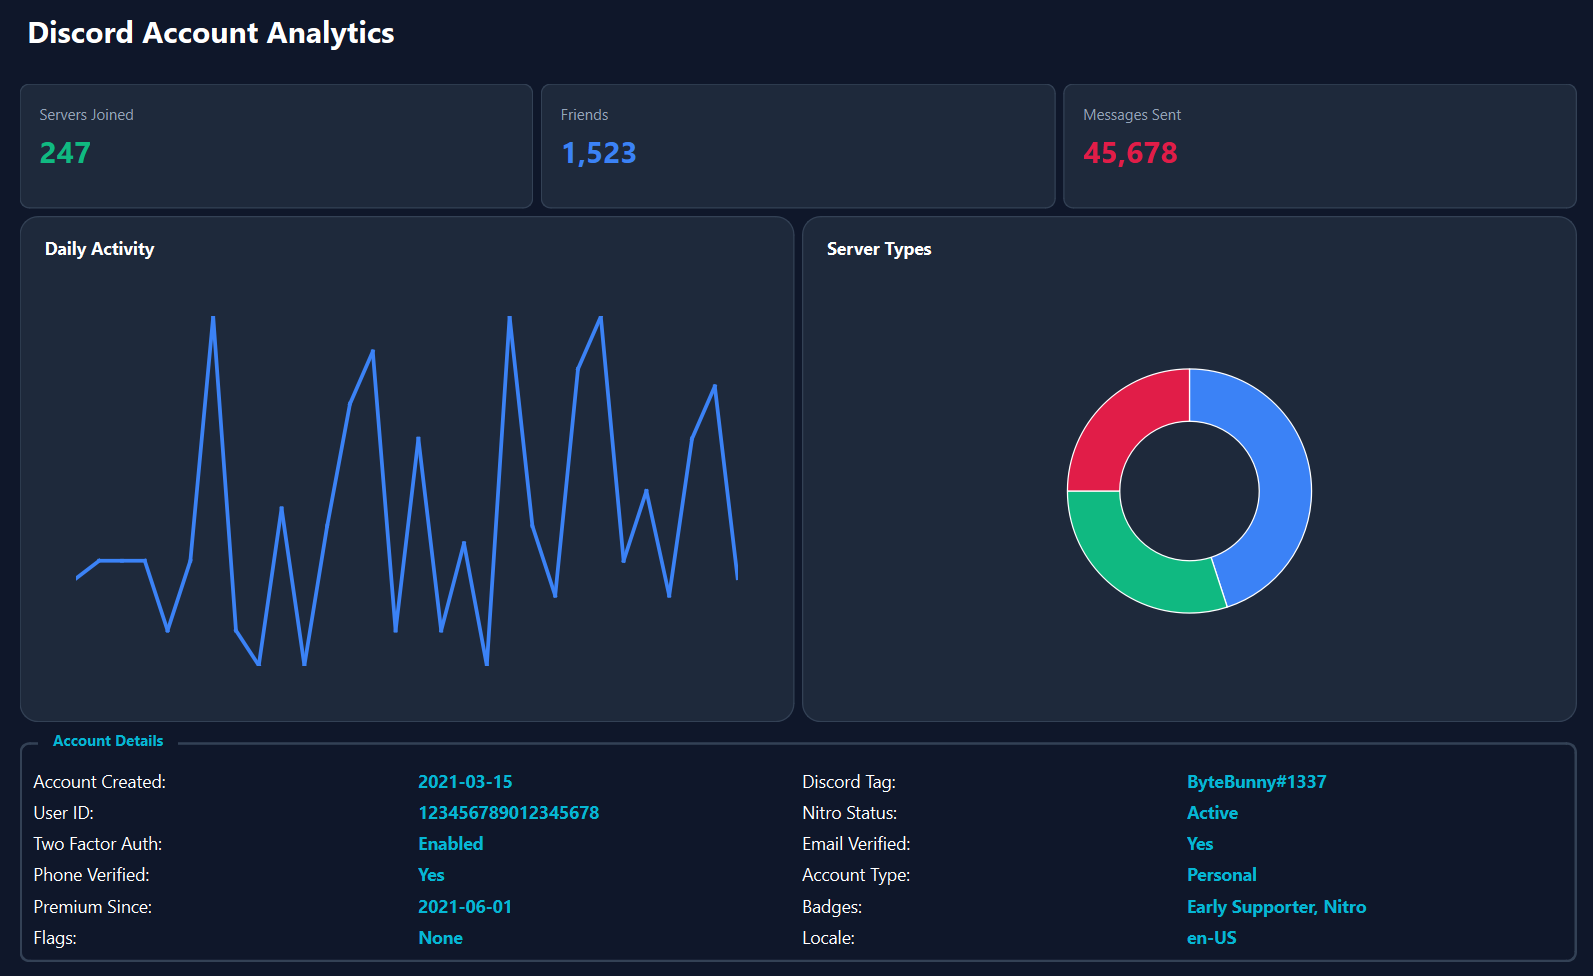 Discord Account Analytics
Servers Joined
247
Friends
1,523
Messages Sent
45,678
Daily Activity
Server Types
Account Details
Account Created: 2021-03-15 Discord Tag: ByteBunny#1337
User ID: 123456789012345678 Nitro Status: Active
Two Factor Auth: Enabled Email Verified: Yes
Phone Verified: Yes Account Type: Personal
Premium Since: 2021-06-01 Badges: Early Supporter, Nitro
Flags: None Locale: en-US